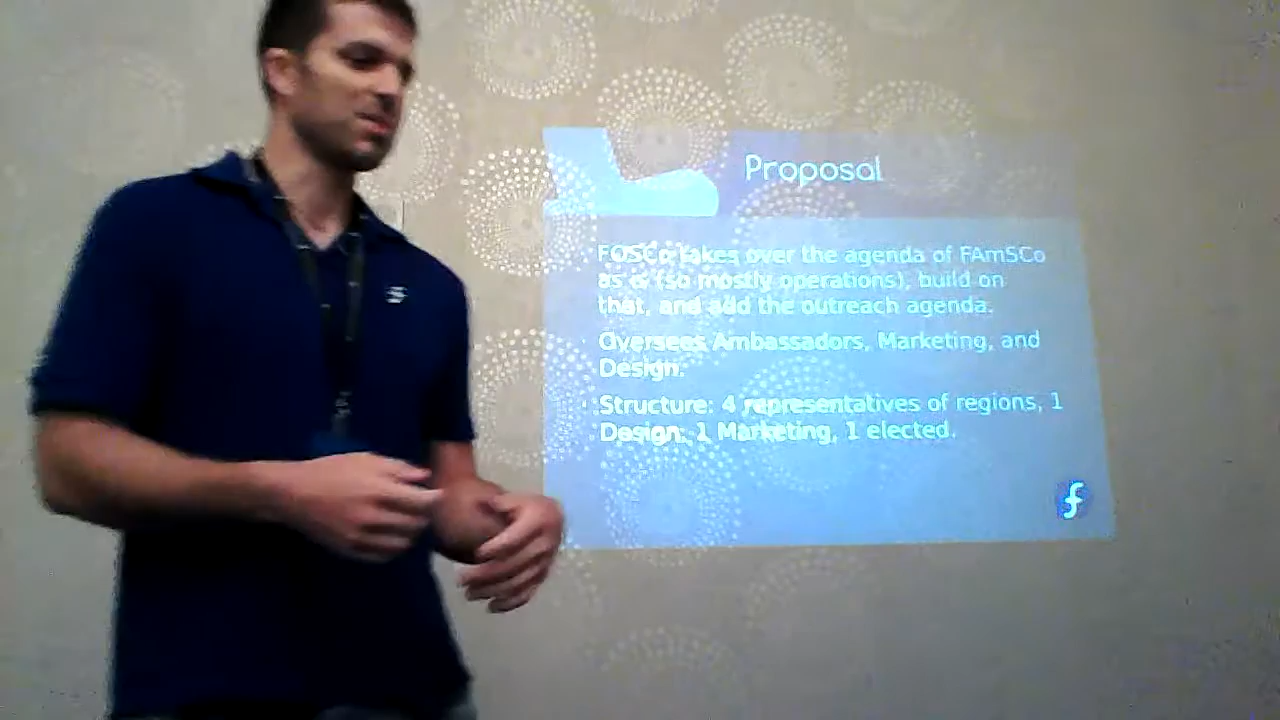 Proposal
FOSCo takes over the agenda of FAmSCo
as is (so mostly operations), build on
that, and add the outreach agenda.
Oversees Ambassadors, Marketing, and
Design.
Structure: 4 representatives of regions, 1
Design, 1 Marketing, 1 elected.